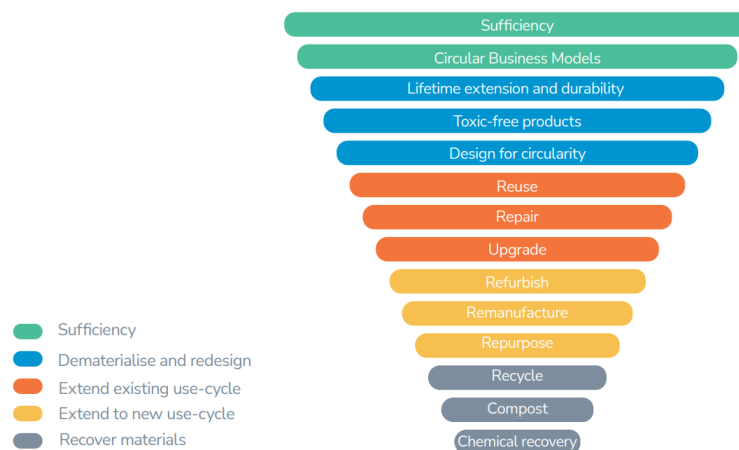 Sufficiency
Circular Business Models
Lifetime extension and durability
Toxic-free products
Design for circularity
Reuse
Repair
Upgrade
Refurbish
Remanufacture
Repurpose
Recycle
Compost
Chemical recovery
Sufficiency
Dematerialise and redesign
Extend existing use-cycle
Extend to new use-cycle
Recover materials